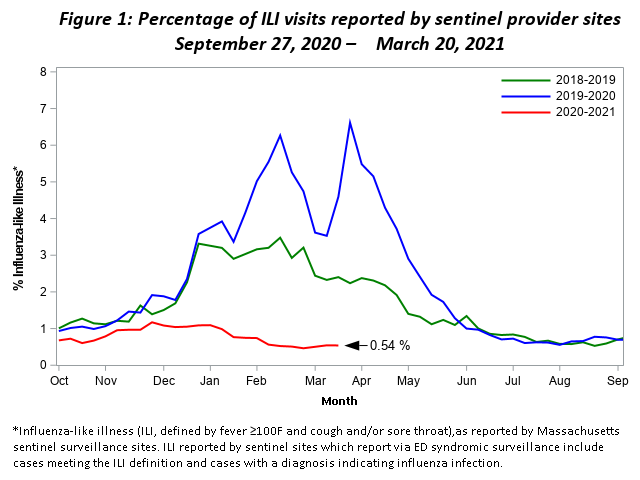 Figure 1: Percentage of ILI visits reported by sentinel provider sites
September 27, 2020 – March 20, 2021
8
7
6
5
4
3
2
1
0
% Influenza-like Illness*
2018-2019
2019-2020
2020-2021
0.54 %
Oct Nov Dec Jan Feb Mar Apr May Jun Jul Aug Sep
Month
*Influenza-like illness (ILI, defined by fever ≥100F and cough and/or sore throat),as reported by Massachusetts
sentinel surveillance sites. ILI reported by sentinel sites which report via ED syndromic surveillance include
cases meeting the ILI definition and cases with a diagnosis indicating influenza infection.